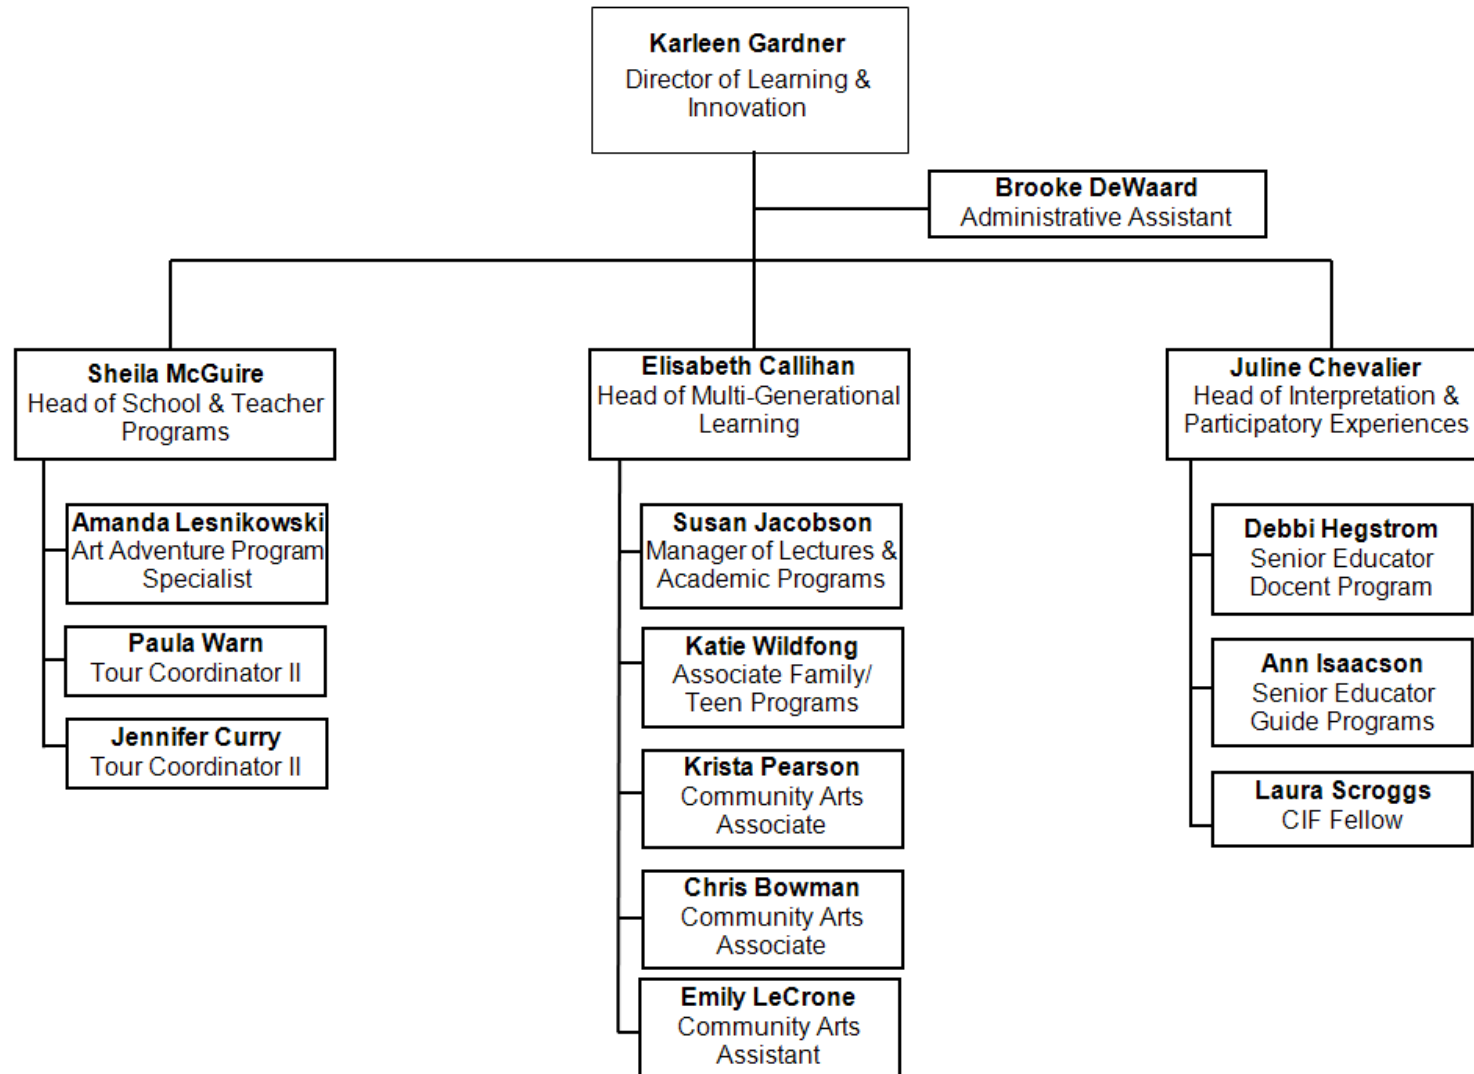 Karleen Gardner
Director of Learning &
Innovation
Brooke DeWaard
Administrative Assistant
Sheila McGuire
Head of School & Teacher
Programs
Amanda Lesnikowski
Art Adventure Program
Specialist
Paula Warn
Tour Coordinator II
Jennifer Curry
Tour Coordinator II
Elisabeth Callihan
Head of Multi-Generational
Learning
Susan Jacobson
Manager of Lectures &
Academic Programs
Katie Wildfong
Associate Family/
Teen Programs
Krista Pearson
Community Arts
Associate
Chris Bowman
Community Arts
Associate
Emily LeCrone
Community Arts
Assistant
Juline Chevalier
Head of Interpretation &
Participatory Experiences
Debbi Hegstrom
Senior Educator
Docent Program
Ann Isaacson
Senior Educator
Guide Programs
Laura Scroggs
CIF Fellow